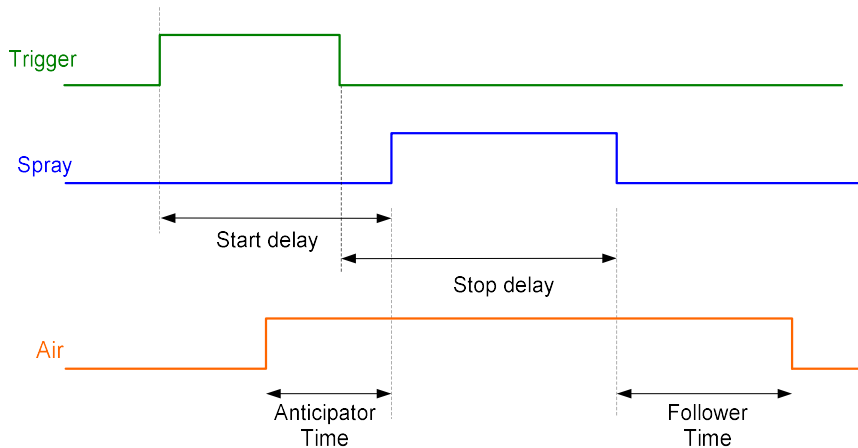 Trigger
Spray
Start delay
Stop delay
Air
Anticipator
Time
Follower
Time